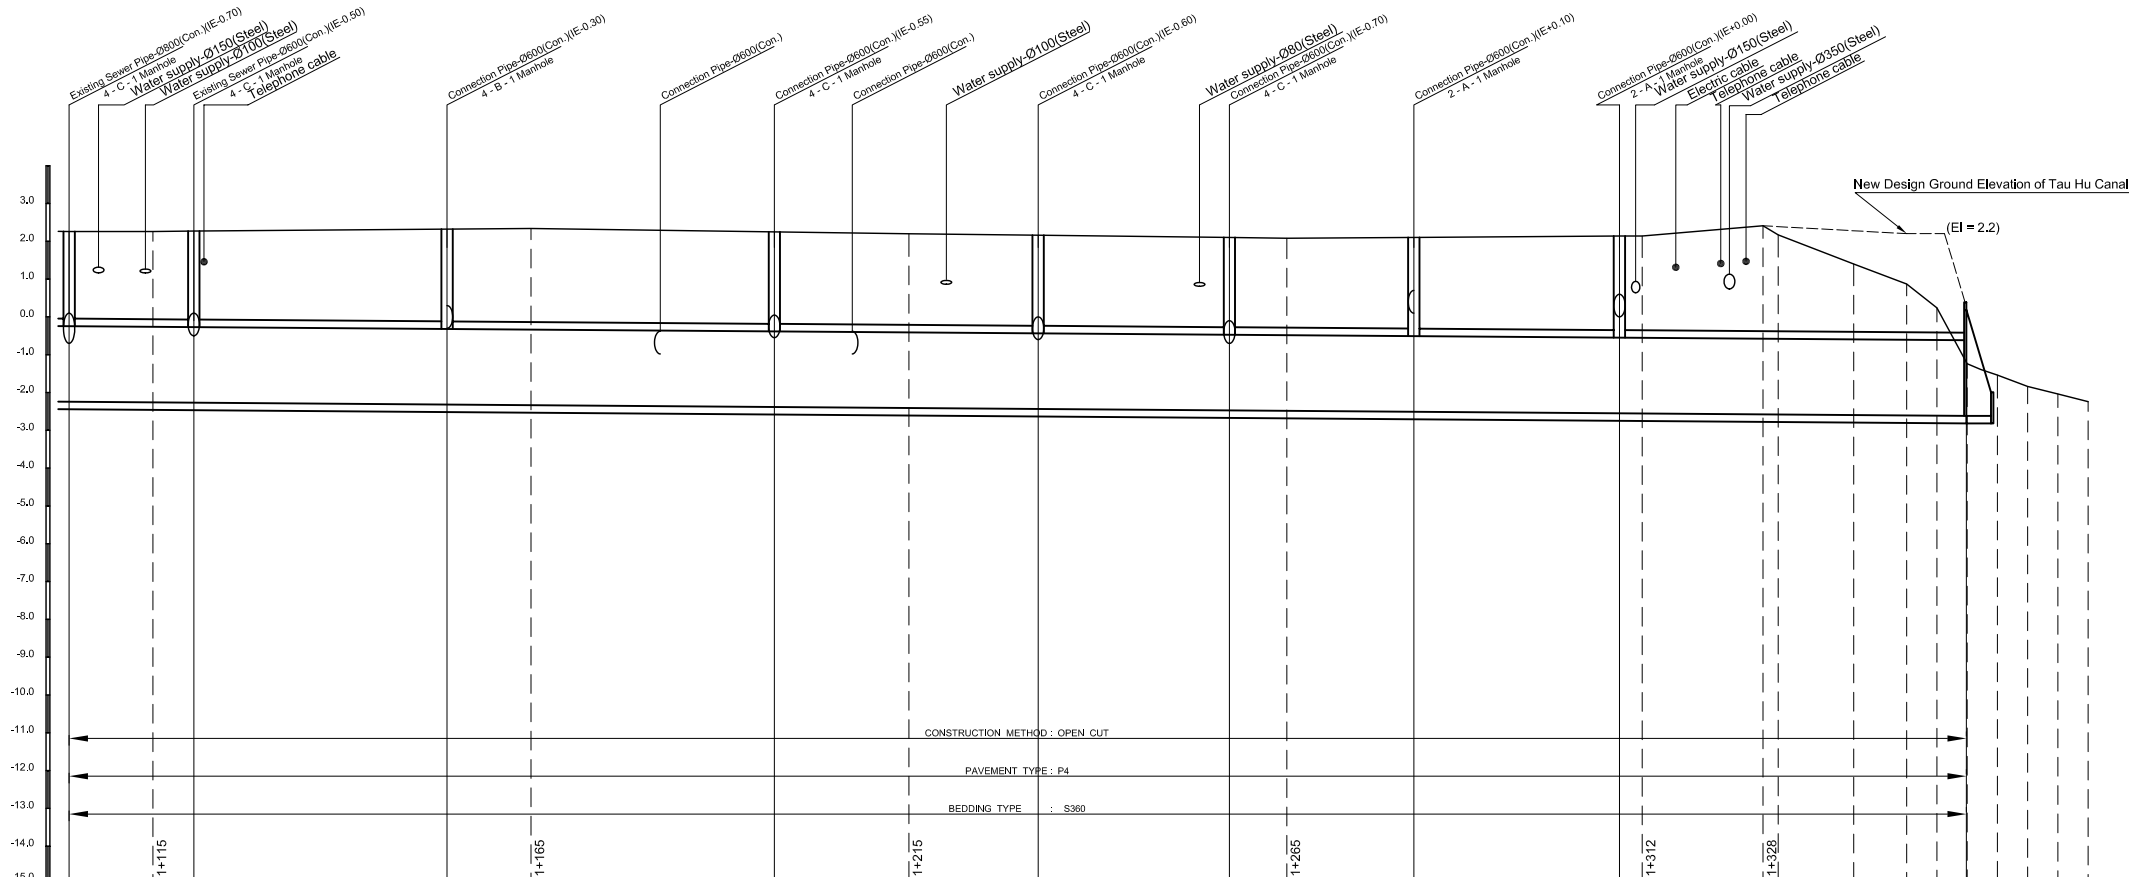 Existing Sewer Pipe-Ø800(Con.)(IE-0.70)
4 - C - 1 Manhole
Water supply-Ø150(Steel)
Water supply-Ø100(Steel)
Existing Sewer Pipe-Ø600(Con.)(IE-0.50)
4 - C - 1 Manhole
Telephone cable
Connection Pipe-Ø600(Con.)(IE-0.30)
4 - B - 1 Manhole
Connection Pipe-Ø600(Con.)
Connection Pipe-Ø600(Con.)(IE-0.55)
4 - C - 1 Manhole
Connection Pipe-Ø600(Con.)
Water supply-Ø100(Steel)
Connection Pipe-Ø600(Con.)(IE-0.60)
4 - C - 1 Manhole
Water supply-Ø80(Steel)
Connection Pipe-Ø600(Con.)(IE-0.70)
4 - C - 1 Manhole
Connection Pipe-Ø600(Con.)(IE+0.10)
2 - A - 1 Manhole
Connection Pipe-Ø600(Con.)(IE+0.00)
2 - A - 1 Manhole
Water supply-Ø150(Steel)
Electric cable
Telephone cable
Water supply-Ø350(Steel)
Telephone cable
New Design Ground Elevation of Tau Hu Canal
(El = 2.2)
3.0
2.0
1.0
0.0
-1.0
-2.0
-3.0
-4.0
-5.0
-6.0
-7.0
-8.0
-9.0
-10.0
-11.0
-12.0
-13.0
-14.0
-15.0
CONSTRUCTION METHOD : OPEN CUT
PAVEMENT TYPE : P4
BEDDING TYPE : S360
1+115
1+165
1+215
1+265
1+312
1+328